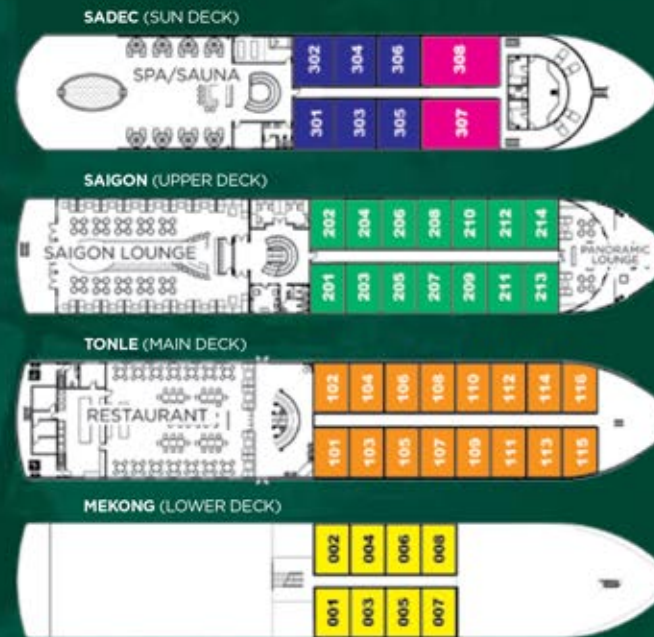 SADEC (SUN DECK)
302 304 306 308
SPA/SAUNA
301 303 305 307
SAIGON (UPPER DECK)
202 204 206 208 210 212 214
SAIGON LOUNGE
PANORAMIC
LOUNGE
201 203 205 207 209 211 213
TONLE (MAIN DECK)
102 104 106 108 110 112 114 116
RESTAURANT
101 103 105 107 109 111 113 115
MEKONG (LOWER DECK)
002 004 006 008
001 003 005 007